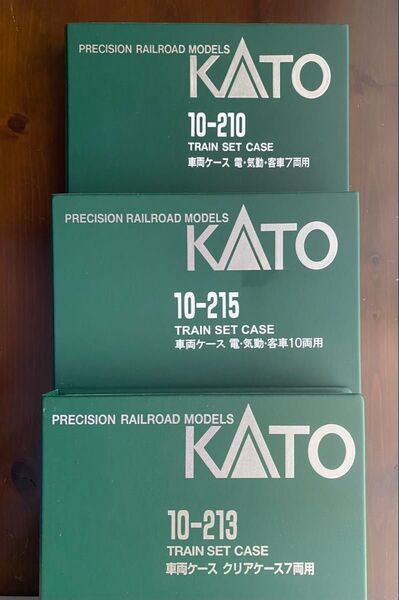 PRECISION RAILROAD MODELS
KATO
10-210
TRAIN SET CASE
車両ケース 電・気動・客車7両用
PRECISION RAILROAD MODELS
KATO
10-215
TRAIN SET CASE
車両ケース 電・気動・客車10両用
PRECISION RAILROAD MODELS
KATO
10-213
TRAIN SET CASE
車両ケース クリアケース7両用